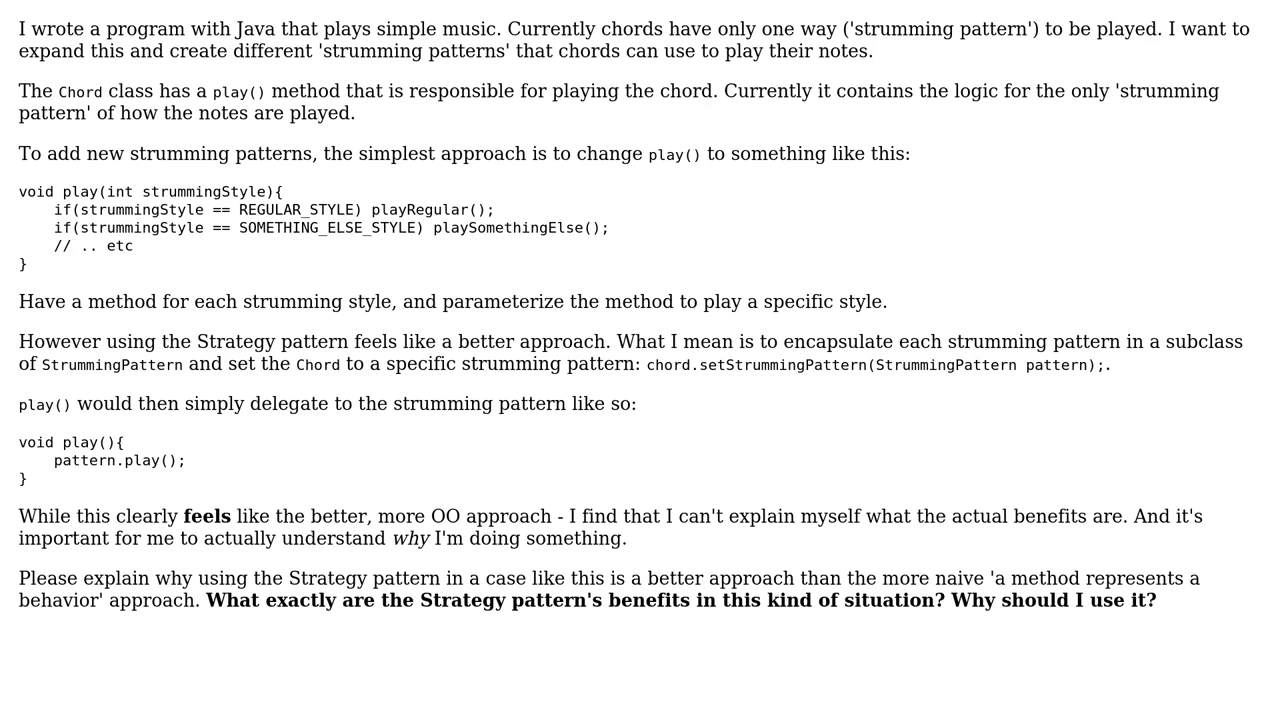 I wrote a program with Java that plays simple music. Currently chords have only one way ('strumming pattern') to be played. I want to
expand this and create different 'strumming patterns' that chords can use to play their notes.
The Chord class has a play() method that is responsible for playing the chord. Currently it contains the logic for the only 'strumming
pattern' of how the notes are played.
To add new strumming patterns, the simplest approach is to change play() to something like this:
void play(int strummingStyle){
    if(strummingStyle == REGULAR_STYLE) playRegular();
    if(strummingStyle == SOMETHING_ELSE_STYLE) playSomethingElse();
    // .. etc
}
Have a method for each strumming style, and parameterize the method to play a specific style.
However using the Strategy pattern feels like a better approach. What I mean is to encapsulate each strumming pattern in a subclass
of StrummingPattern and set the Chord to a specific strumming pattern: chord.setStrummingPattern(StrummingPattern pattern);.
play() would then simply delegate to the strumming pattern like so:
void play(){
    pattern.play();
}
While this clearly feels like the better, more OO approach - I find that I can't explain myself what the actual benefits are. And it's
important for me to actually understand why I'm doing something.
Please explain why using the Strategy pattern in a case like this is a better approach than the more naive 'a method represents a
behavior' approach. What exactly are the Strategy pattern's benefits in this kind of situation? Why should I use it?